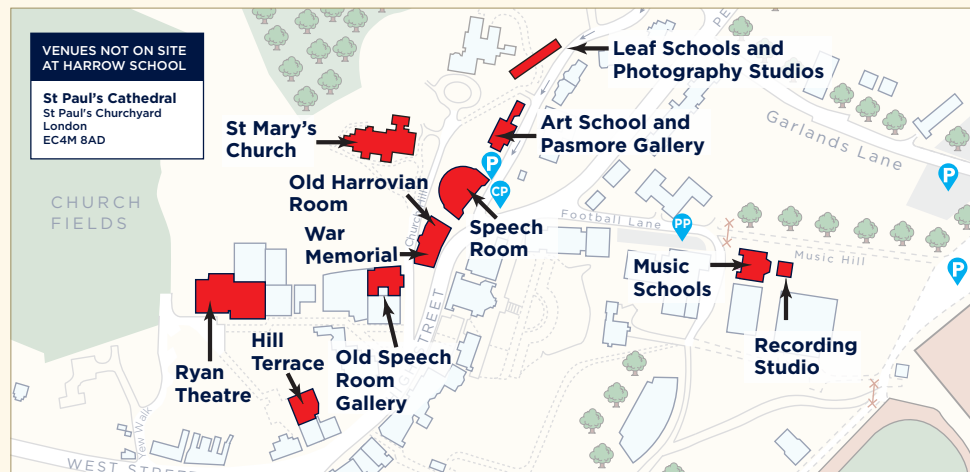 VENUES NOT ON SITE
AT HARROW SCHOOL
St Paul's Cathedral
St Paul's Churchyard
London
EC4M 8AD
Leaf Schools and
Photography Studios
St Mary's
Church
Art School and
Pasmore Gallery
Garlands Lane
P
CP
P
Old Harrovian
Room
CHURCH
FIELDS
Church Hill
Speech
Room
Football Lane
PP
War
Memorial
Music Hill
P
Music
Schools
STREET
Hill
Terrace
Old Speech
Room
Gallery
Ryan
Theatre
Recording
Studio
Yew Walk
WEST STREET